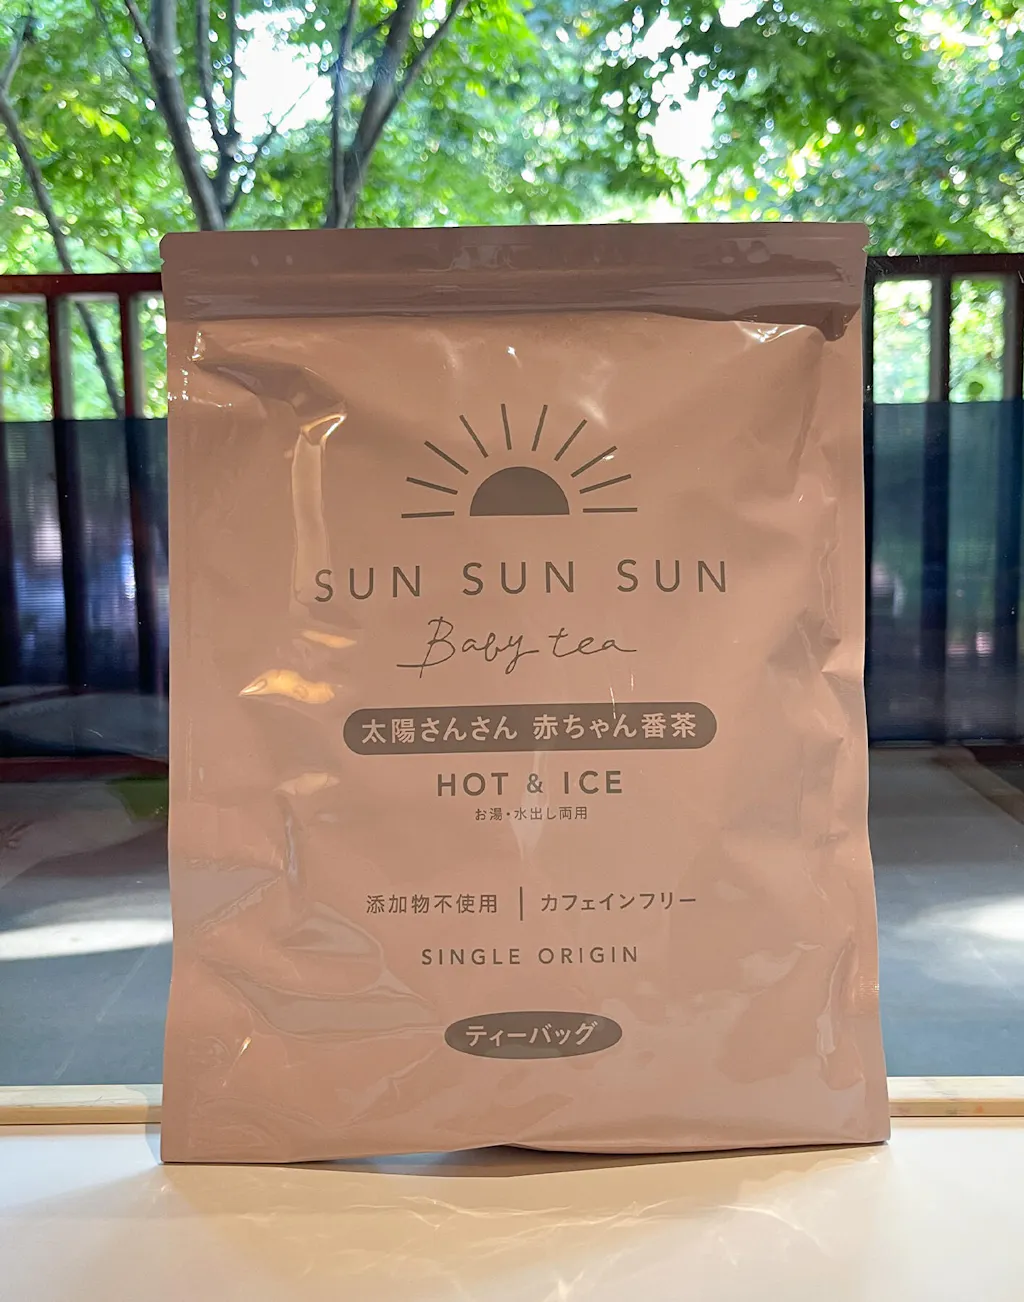 SUN SUN SUN
Baby tea
太陽さんさん 赤ちゃん番茶
HOT & ICE
お湯・水出し両用
添加物不使用 | カフェインフリー
SINGLE ORIGIN
ティーバッグ